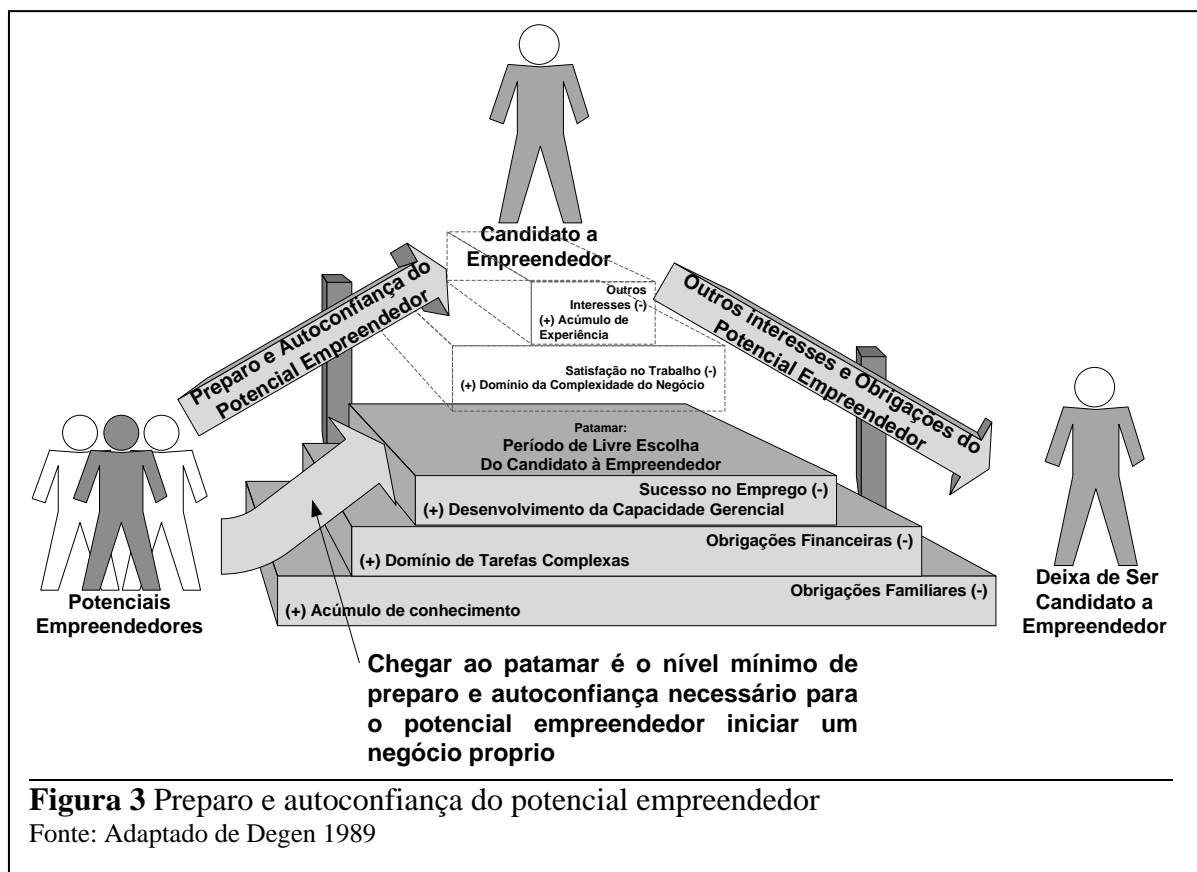 Candidato a
Empreendedor
Preparo e Autoconfiança do
Potencial Empreendedor
Outros interesses e Obrigações do
Potencial Empreendedor
Outros
Interesses (-)
(+) Acúmulo de
Experiência
Satisfação no Trabalho (-)
(+) Domínio da Complexidade do Negócio
Patamar:
Período de Livre Escolha
Do Candidato à Empreendedor
Sucesso no Emprego (-)
(+) Desenvolvimento da Capacidade Gerencial
Obrigações Financeiras (-)
(+) Domínio de Tarefas Complexas
Obrigações Familiares (-)
(+) Acúmulo de conhecimento
Potenciais
Empreendedores
Deixa de Ser
Candidato a
Empreendedor
Chegar ao patamar é o nível mínimo de
preparo e autoconfiança necessário para
o potencial empreendedor iniciar um
negócio proprio
Figura 3 Preparo e autoconfiança do potencial empreendedor
Fonte: Adaptado de Degen 1989